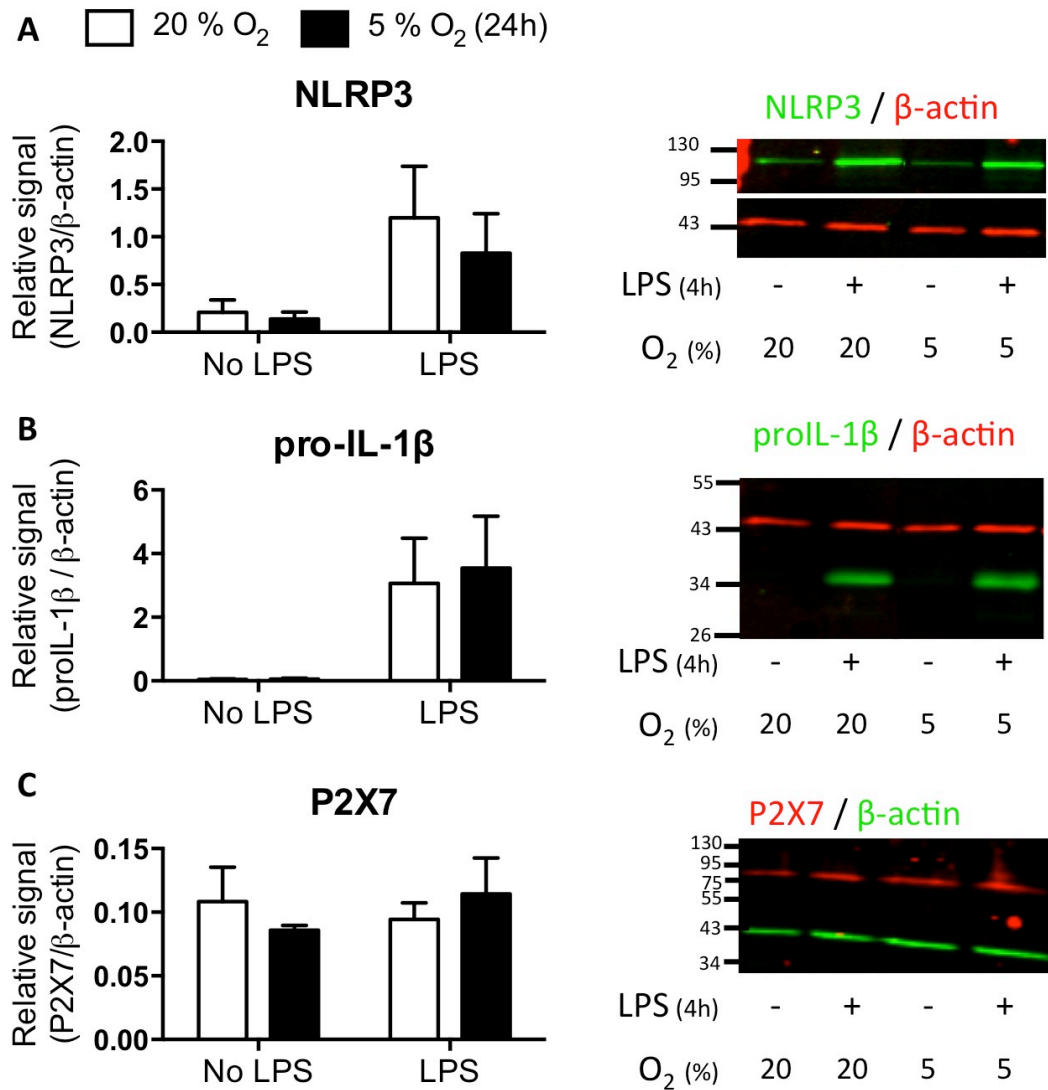 A 20 % O2 5 % O2 (24h)
NLRP3
Relative signal
(NLRP3/β-actin)
2.0
1.5
1.0
0.5
0.0
No LPS LPS
NLRP3 / β-actin
130
95
43
LPS (4h) - + - +
O2 (%) 20 20 5 5
B
pro-IL-1β
Relative signal
(proIL-1β / β-actin)
6
4
2
0
No LPS LPS
proIL-1β / β-actin
55
43
34
26
LPS (4h) - + - +
O2 (%) 20 20 5 5
C
P2X7
Relative signal
(P2X7/β-actin)
0.15
0.10
0.05
0.00
No LPS LPS
P2X7 / β-actin
130
95
75
55
43
34
LPS (4h) - + - +
O2 (%) 20 20 5 5